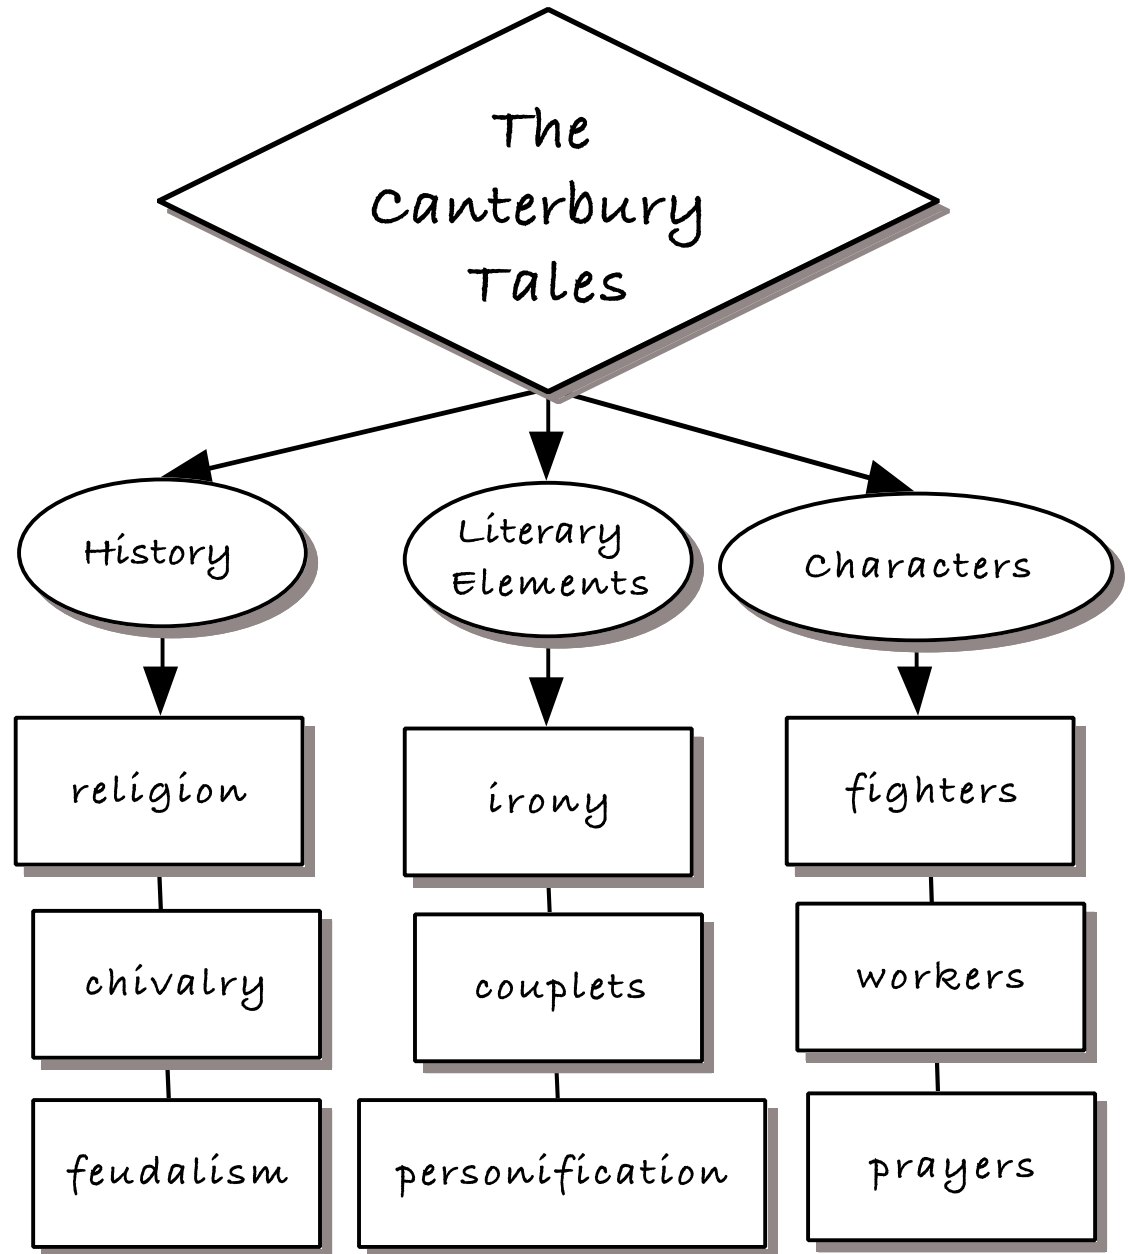 The
Canterbury
Tales
History
Literary
Elements
Characters
religion
irony
fighters
chivalry
couplets
workers
feudalism
personification
prayers